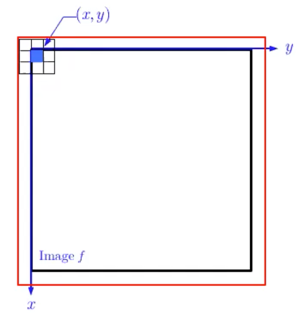 (x, y)
y
Image f
x